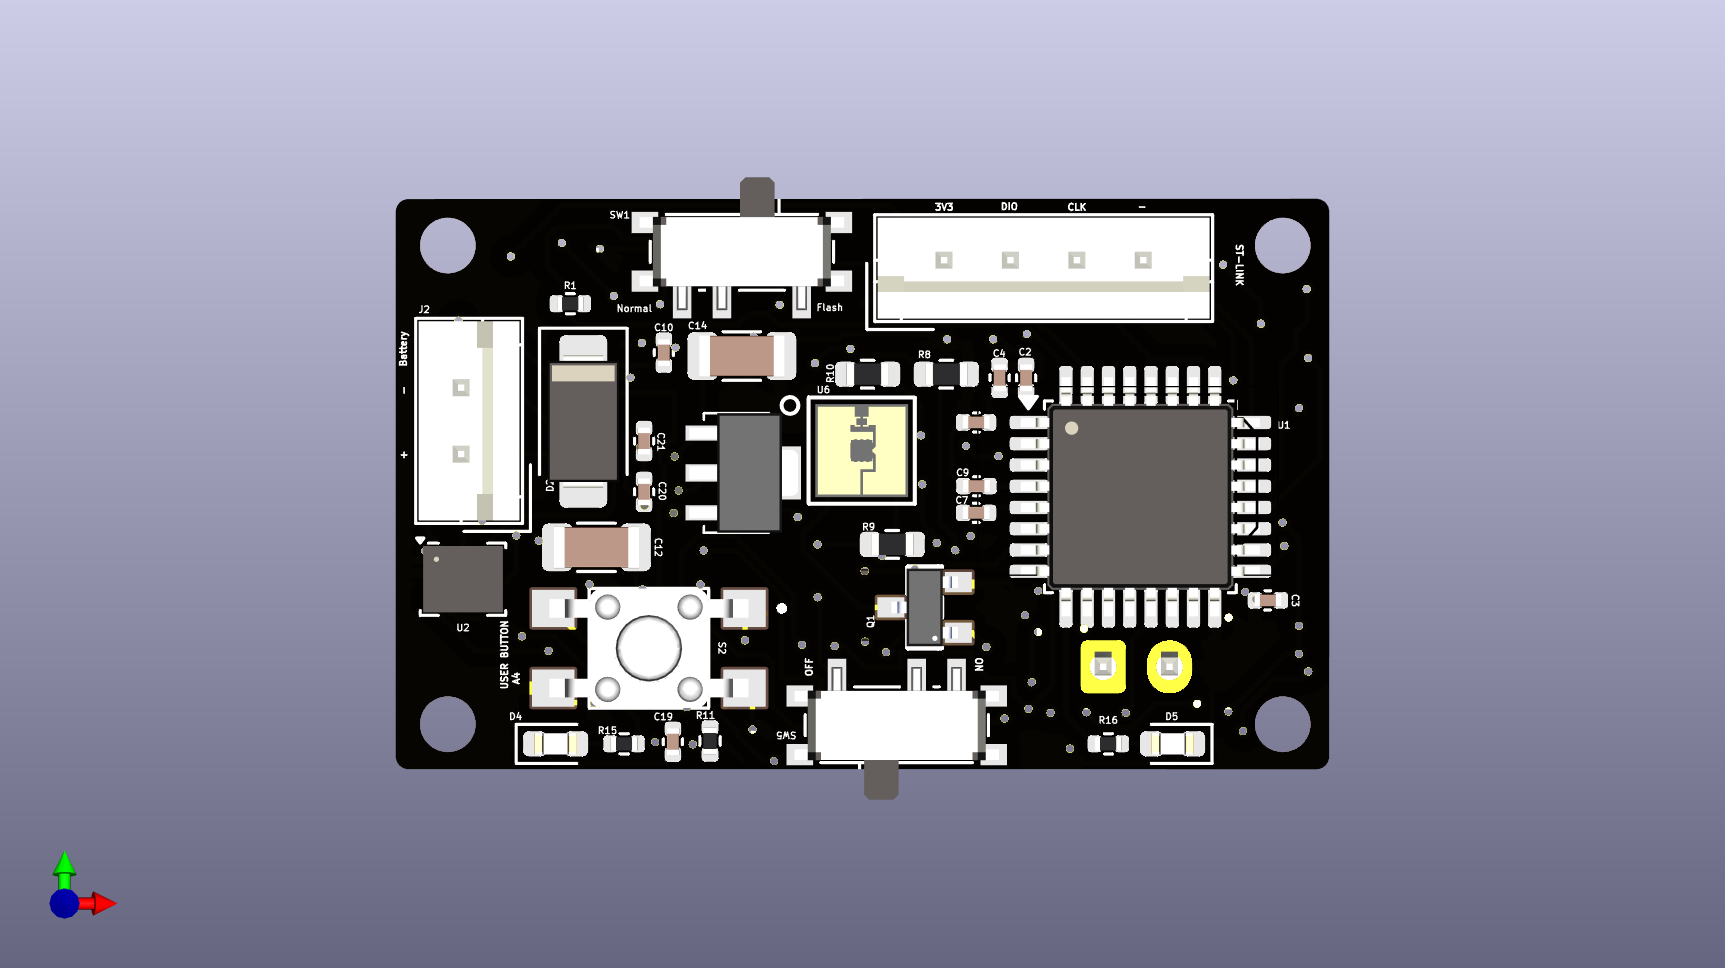 3V3 DIO CLK -
SW1
ST-LINK
R1
Normal
Flash
J2
C10
C14
Battery
- +
R10
R8
C4
C2
U6
U1
C21
C20
C9
C7
R9
C12
C3
U2
Q1
USER BUTTON
A4
S2
OFF
ON
D4
R15
C19
R11
SW5
R16
D5